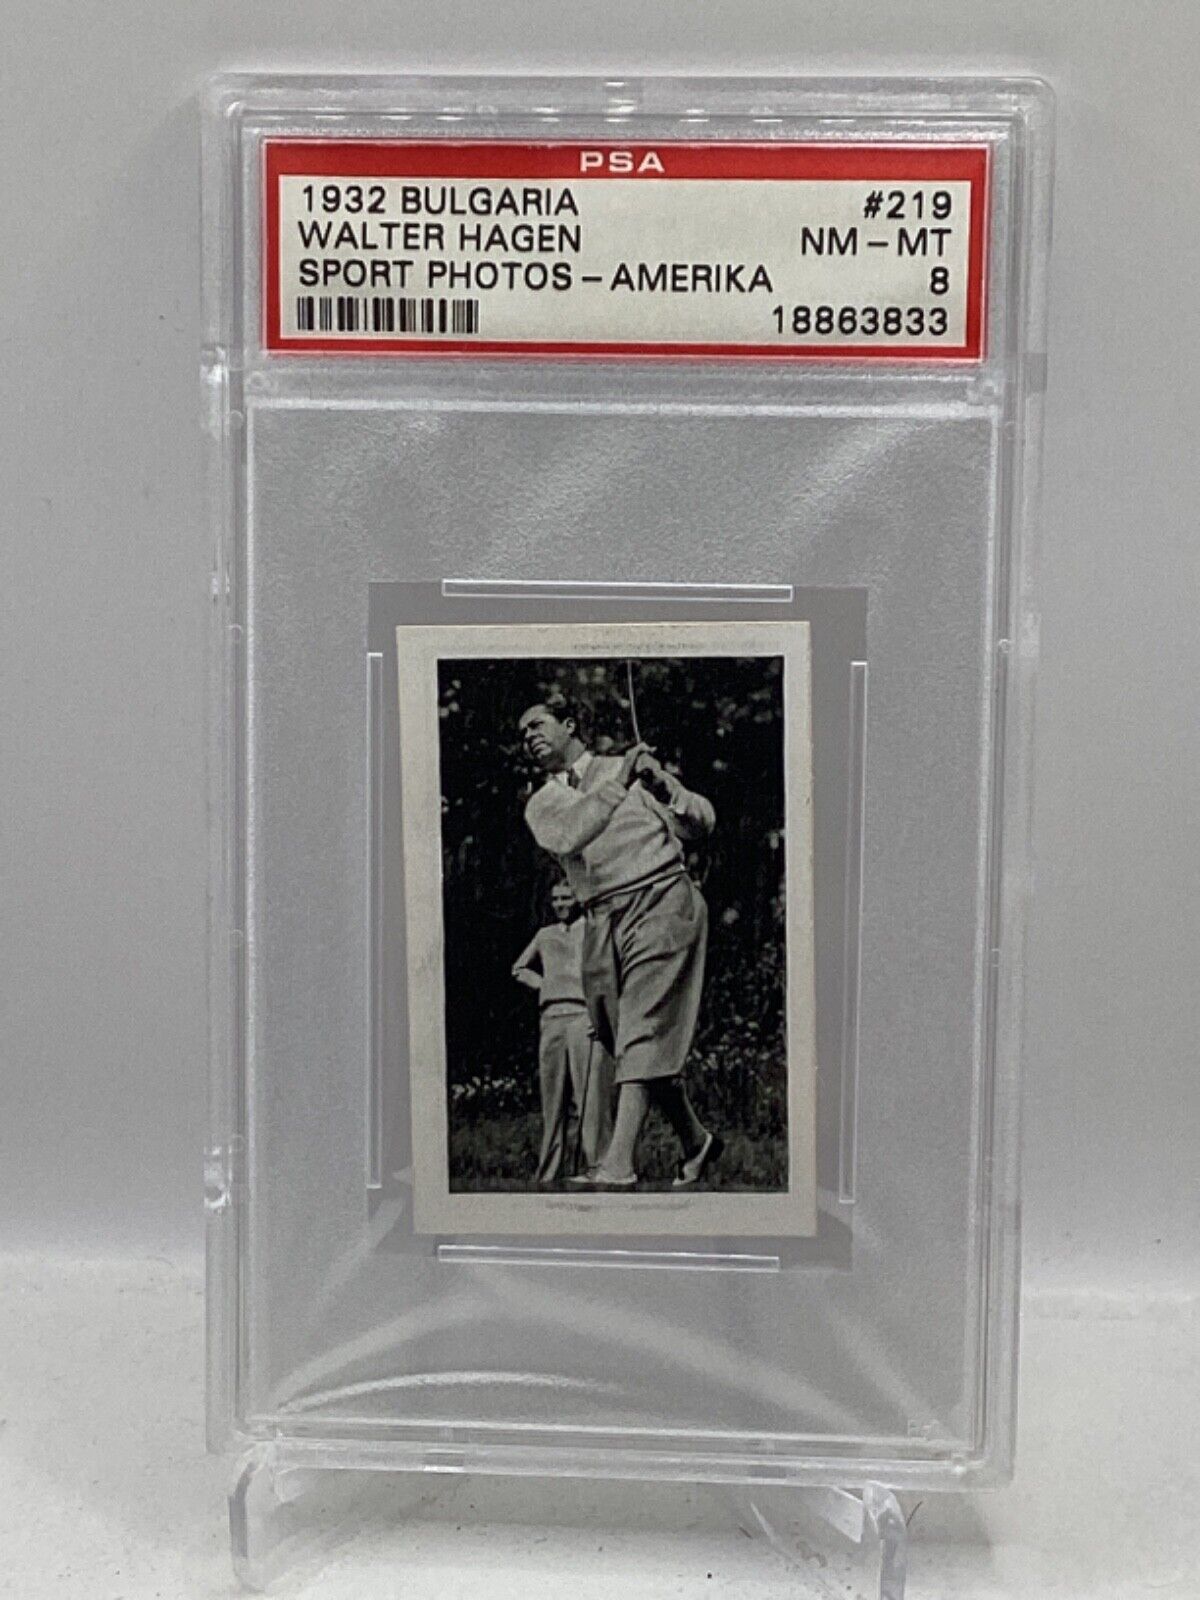 PSA
1932 BULGARIA #219
WALTER HAGEN NM-MT
SPORT PHOTOS-AMERIKA 8
18863833